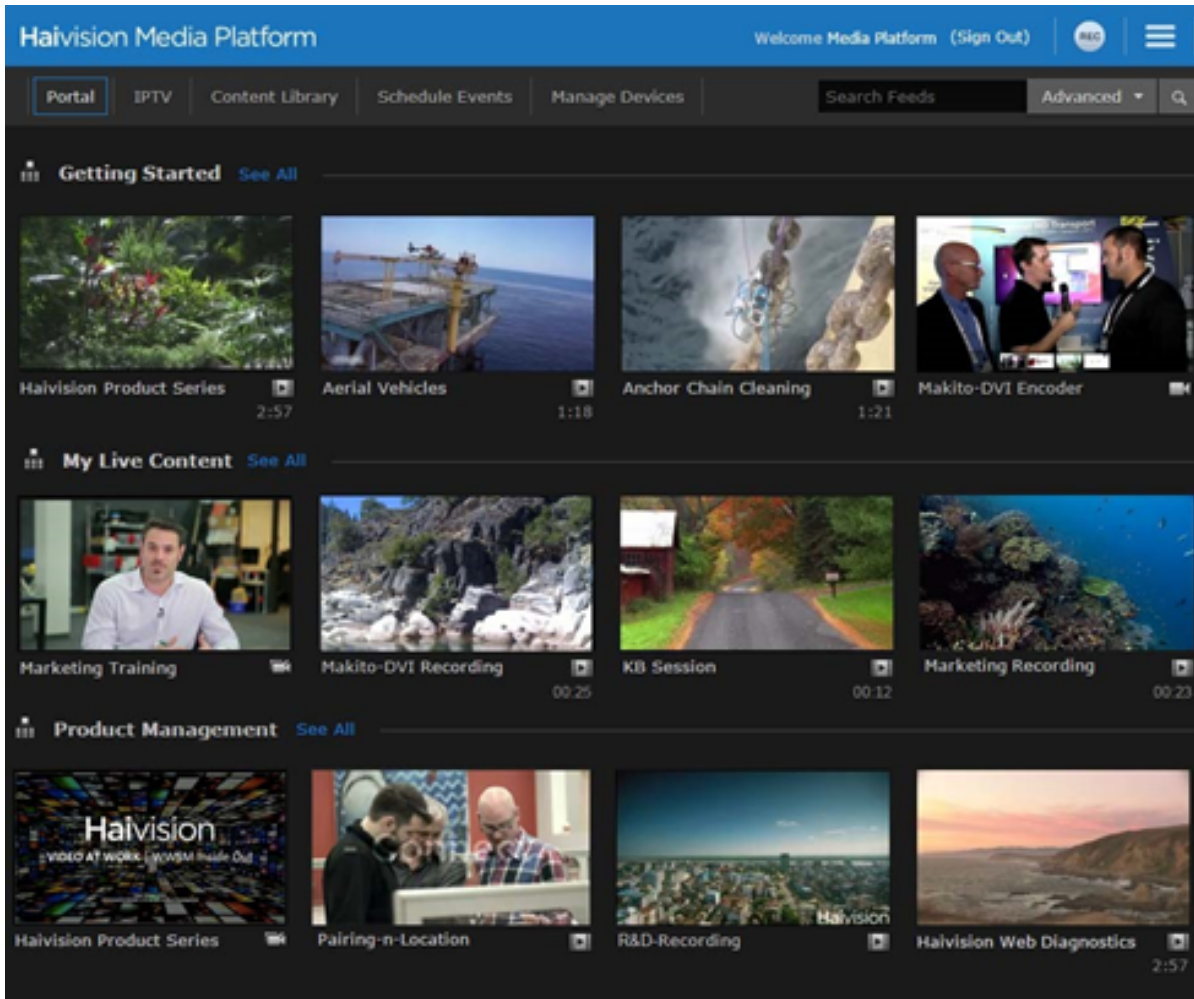 Haivision Media Platform
Welcome Media Platform (Sign Out)
REC
Portal IPTV Content Library Schedule Events Manage Devices
Search Feeds Advanced
Getting Started See All
Transport
Haivision Product Series
2:57
Aerial Vehicles
1:18
Anchor Chain Cleaning
1:21
Makito-DVI Encoder
My Live Content See All
Marketing Training
Makito-DVI Recording
00:25
KB Session
00:12
Marketing Recording
00:23
Product Management See All
Haivision
VIDEO AT WORK | WWSM Inside Out
Haivision Product Series
Pairing-n-Location
Haivision
R&D-Recording
Haivision Web Diagnostics
2:57